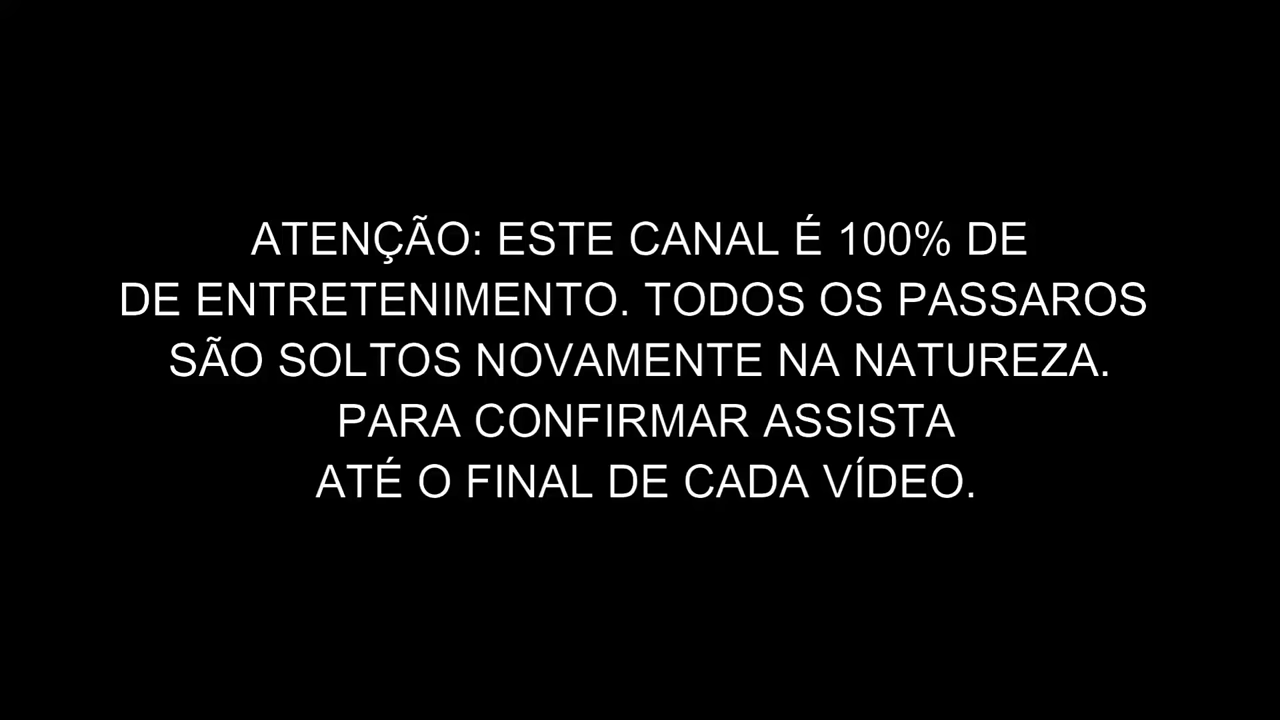 ATENÇÃO: ESTE CANAL É 100% DE
DE ENTRETENIMENTO. TODOS OS PASSAROS
SÃO SOLTOS NOVAMENTE NA NATUREZA.
PARA CONFIRMAR ASSISTA
ATÉ O FINAL DE CADA VÍDEO.